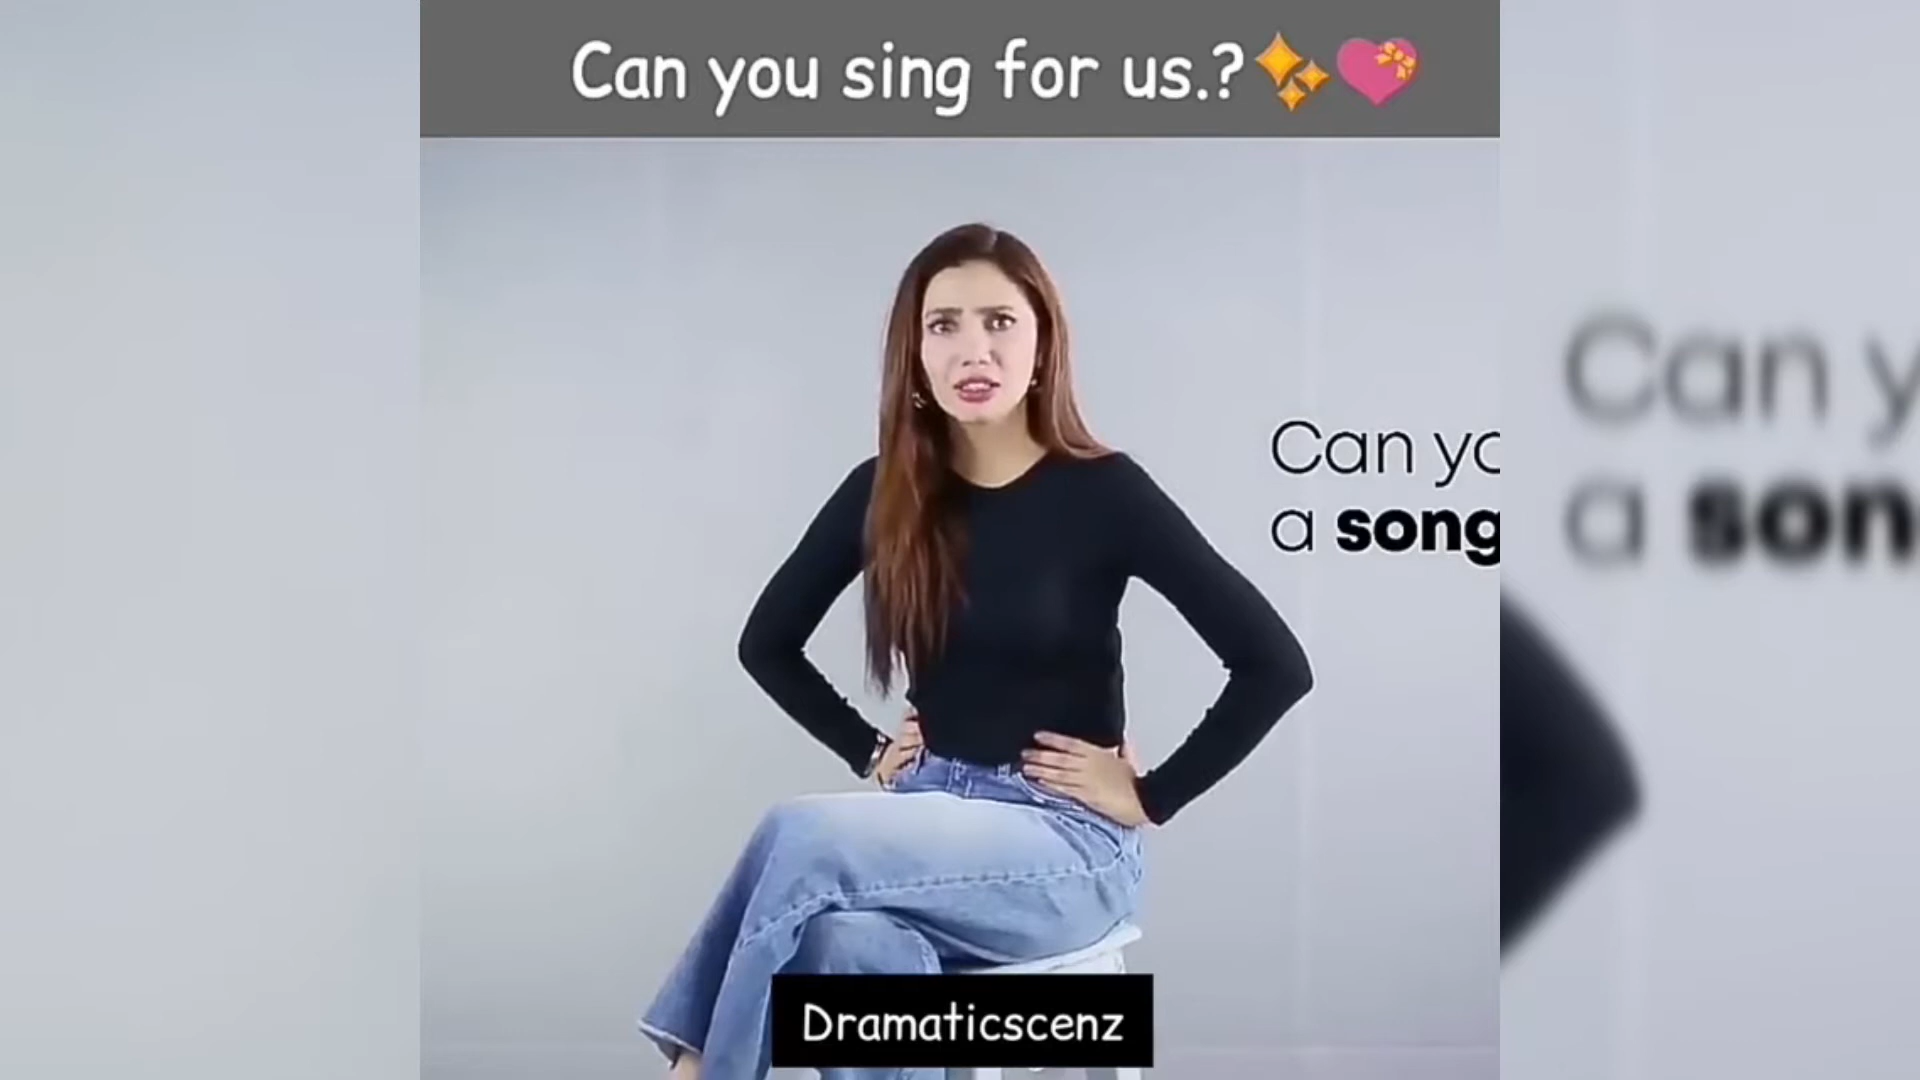 Can you sing for us.?✨💝
Can yo
a song
Can y
a son
Dramaticscenz